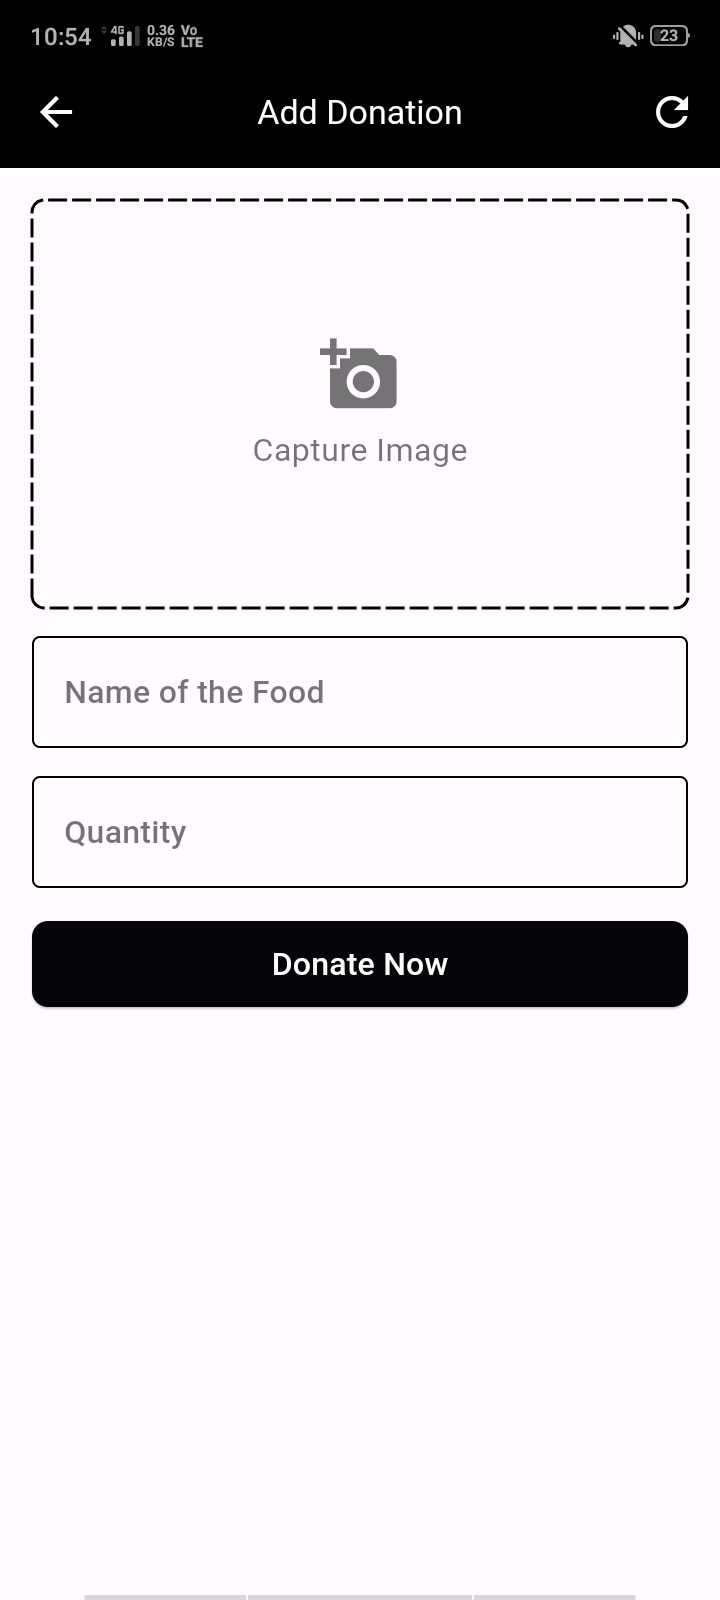 10:54 4G 0.36 KB/S Vo LTE 23
Add Donation
Capture Image
Name of the Food
Quantity
Donate Now